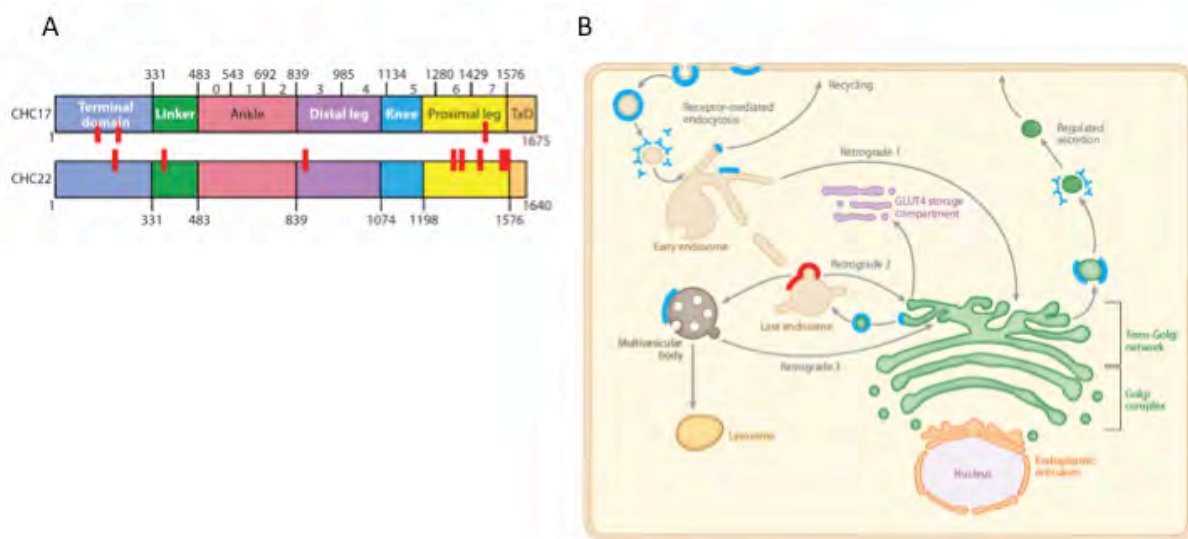 A
331 483 543 692 839 985 1134 1280 1429 1576
0 1 2 3 4 5 6 7
CHC17 Terminal domain Linker Ankle Distal leg Knee Proximal leg TxD
1 1675
CHC22
1 1640
331 483 839 1074 1198 1576
B
Recycling
Receptor-mediated
endocytosis
Regulated
secretion
Retrograde 1
GLUT4 storage
compartment
Early endosome
Retrograde 2
Late endosome
Multivesicular
body
Retrograde 3
Trans-Golgi
network
Golgi
complex
Lysosome
Nucleus
Endoplasmic
reticulum